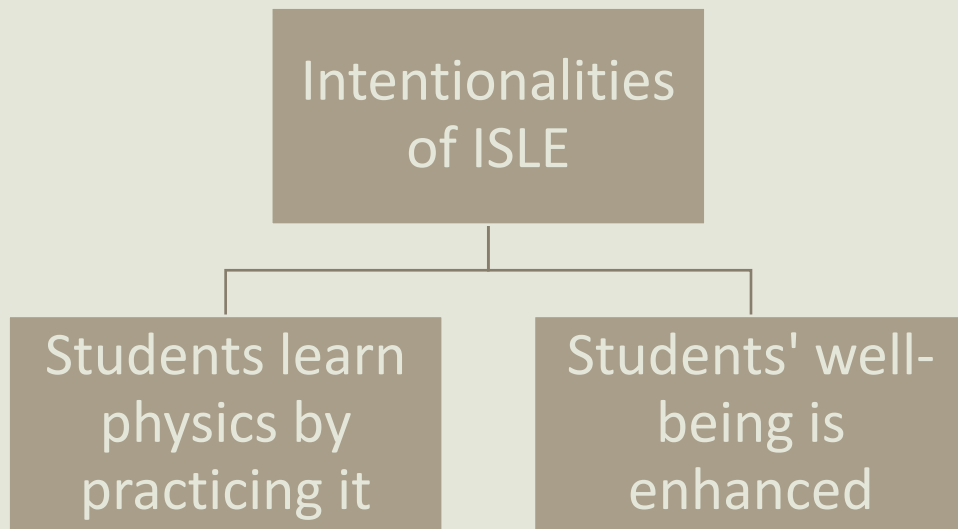 Intentionalities
of ISLE
Students learn
physics by
practicing it
Students' well-
being is
enhanced